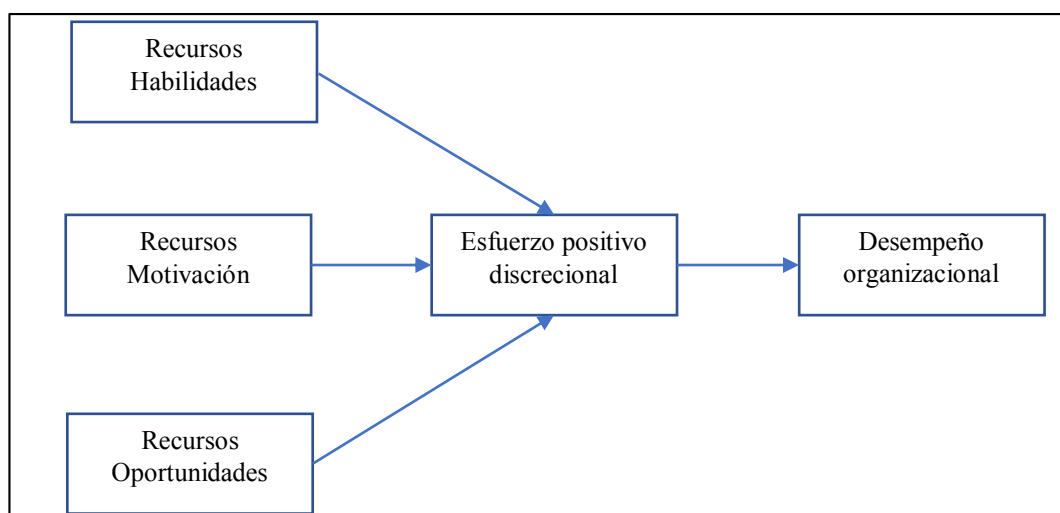 Recursos
Habilidades
Recursos
Motivación
Esfuerzo positivo
discrecional
Desempeño
organizacional
Recursos
Oportunidades